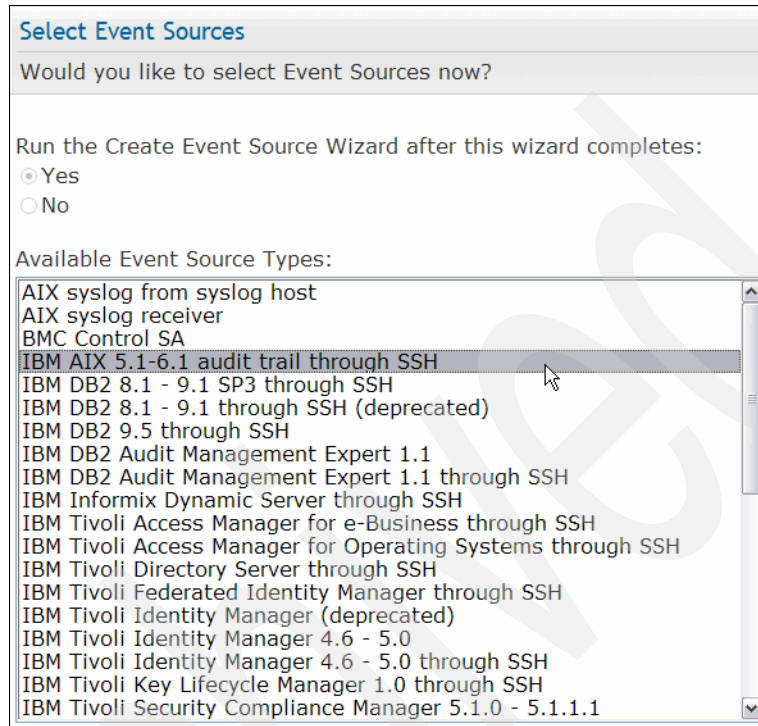 Select Event Sources
Would you like to select Event Sources now?
Run the Create Event Source Wizard after this wizard completes:
Yes
No
Available Event Source Types:
AIX syslog from syslog host
AIX syslog receiver
BMC Control SA
IBM AIX 5.1-6.1 audit trail through SSH
IBM DB2 8.1 - 9.1 SP3 through SSH
IBM DB2 8.1 - 9.1 through SSH (deprecated)
IBM DB2 9.5 through SSH
IBM DB2 Audit Management Expert 1.1
IBM DB2 Audit Management Expert 1.1 through SSH
IBM Informix Dynamic Server through SSH
IBM Tivoli Access Manager for e-Business through SSH
IBM Tivoli Access Manager for Operating Systems through SSH
IBM Tivoli Directory Server through SSH
IBM Tivoli Federated Identity Manager through SSH
IBM Tivoli Identity Manager (deprecated)
IBM Tivoli Identity Manager 4.6 - 5.0
IBM Tivoli Identity Manager 4.6 - 5.0 through SSH
IBM Tivoli Key Lifecycle Manager 1.0 through SSH
IBM Tivoli Security Compliance Manager 5.1.0 - 5.1.1.1